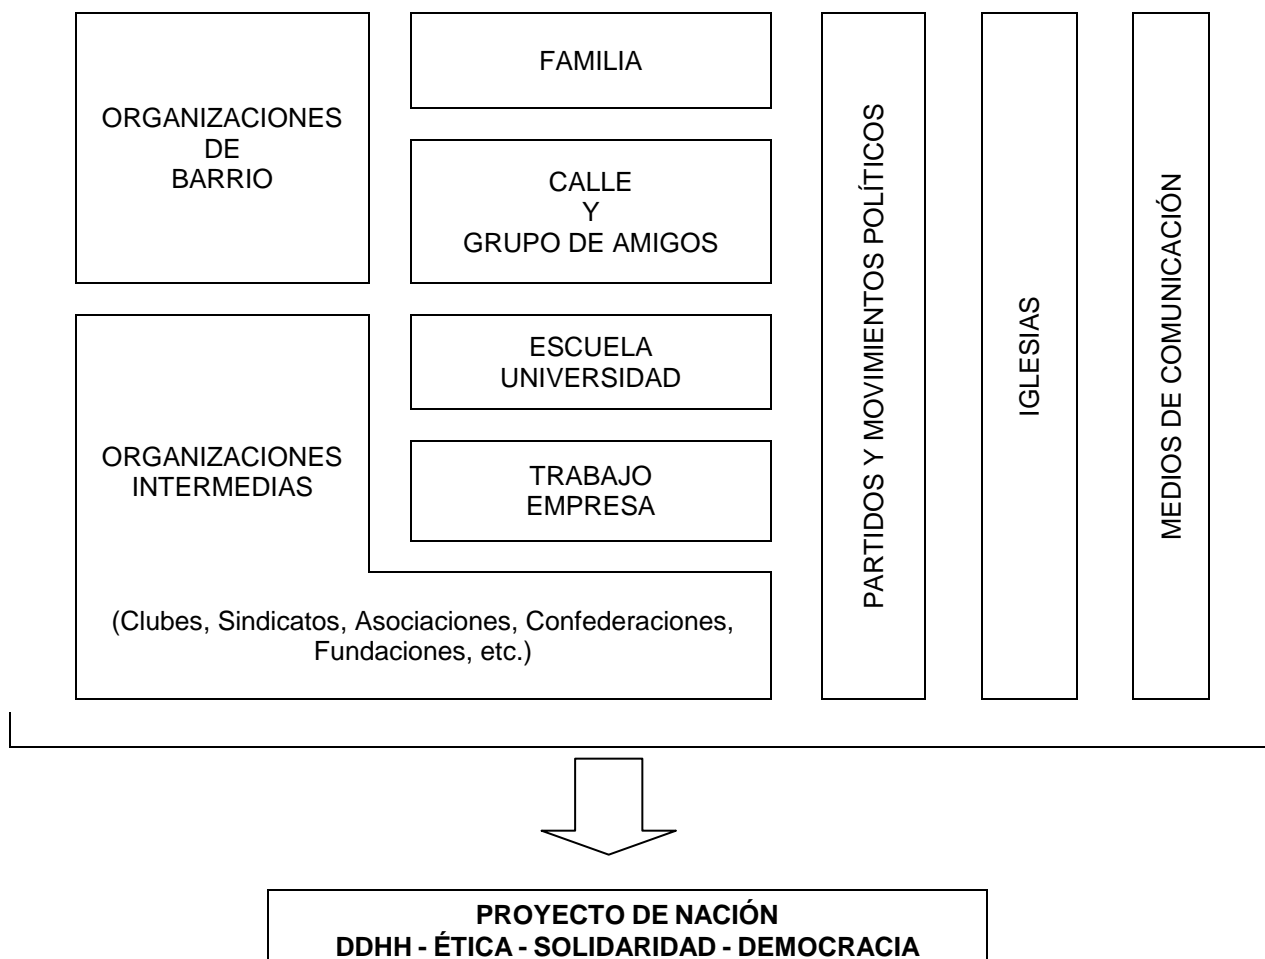 ORGANIZACIONES
DE
BARRIO
FAMILIA
CALLE
Y
GRUPO DE AMIGOS
ORGANIZACIONES
INTERMEDIAS
(Clubes, Sindicatos, Asociaciones, Confederaciones,
Fundaciones, etc.)
ESCUELA
UNIVERSIDAD
TRABAJO
EMPRESA
PARTIDOS Y MOVIMIENTOS POLÍTICOS
IGLESIAS
MEDIOS DE COMUNICACIÓN
PROYECTO DE NACIÓN
DDHH - ÉTICA - SOLIDARIDAD - DEMOCRACIA